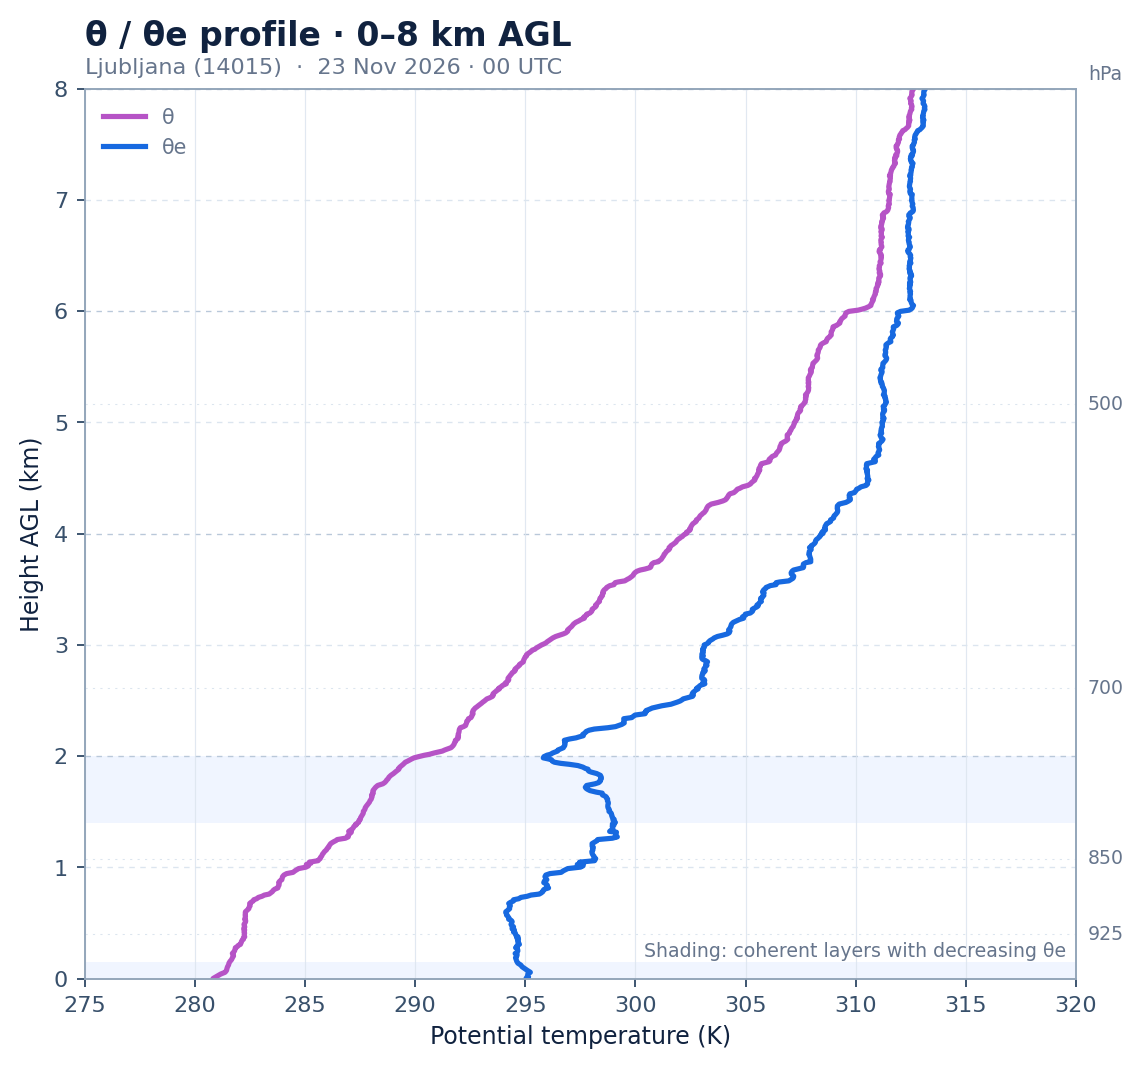 θ / θe profile · 0–8 km AGL
Ljubljana (14015) · 23 Nov 2026 · 00 UTC
hPa
θ
θe
8
7
6
5
4
3
2
1
0
Height AGL (km)
500
700
850
925
Shading: coherent layers with decreasing θe
275 280 285 290 295 300 305 310 315 320
Potential temperature (K)